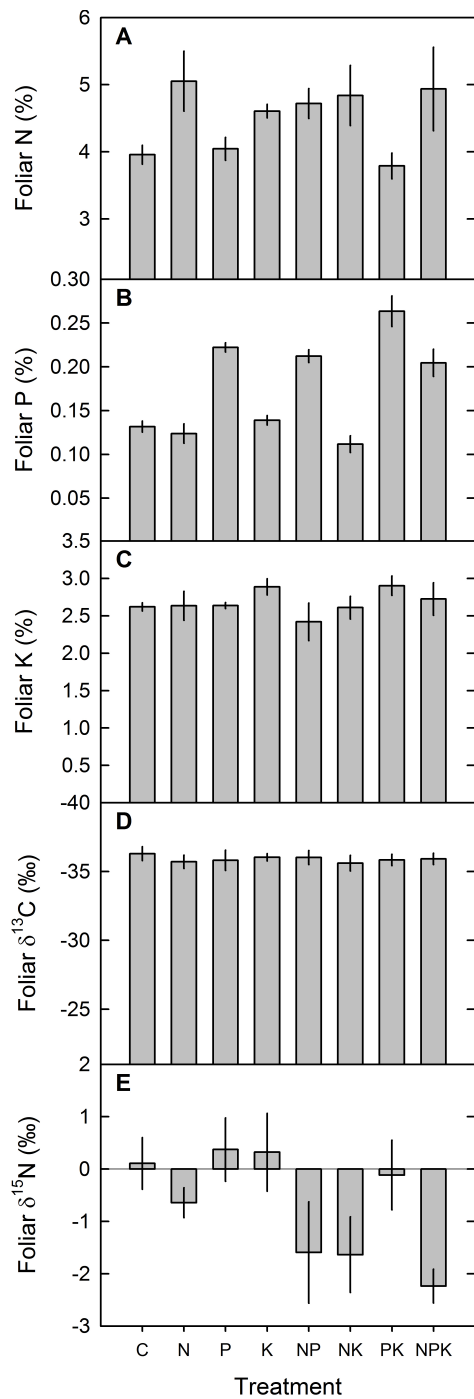 A
6
5
4
3
Foliar N (%)
B
0.30
0.25
0.20
0.15
0.10
0.05
Foliar P (%)
C
3.5
3.0
2.5
2.0
1.5
1.0
0.5
Foliar K (%)
D
-40
-35
-30
-25
Foliar δ¹³C (‰)
E
2
1
0
-1
-2
-3
Foliar δ¹⁵N (‰)
C N P K NP NK PK NPK
Treatment